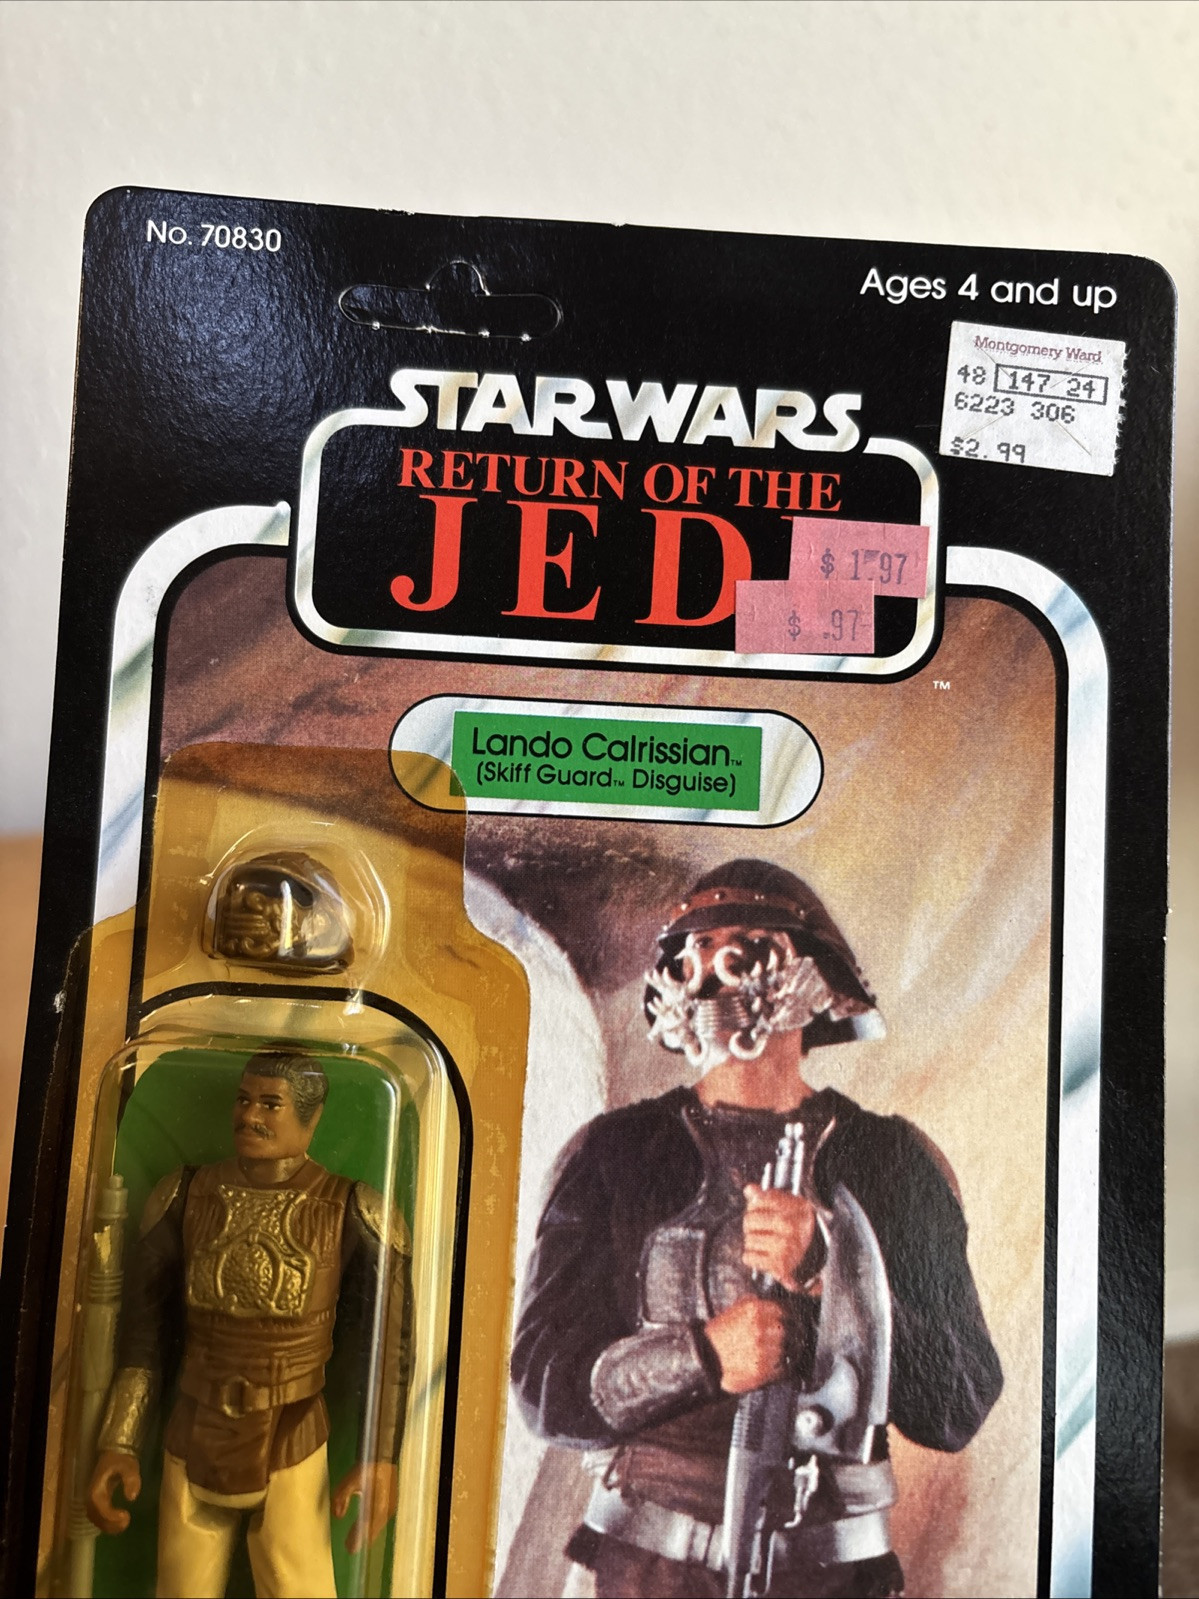 No. 70830
Ages 4 and up
Montgomery Ward
48 147 24
6223 306
$2.99
STAR WARS
RETURN OF THE
JED
$ 1.97
$ .97
TM
Lando Calrissian™
(Skiff Guard™ Disguise)